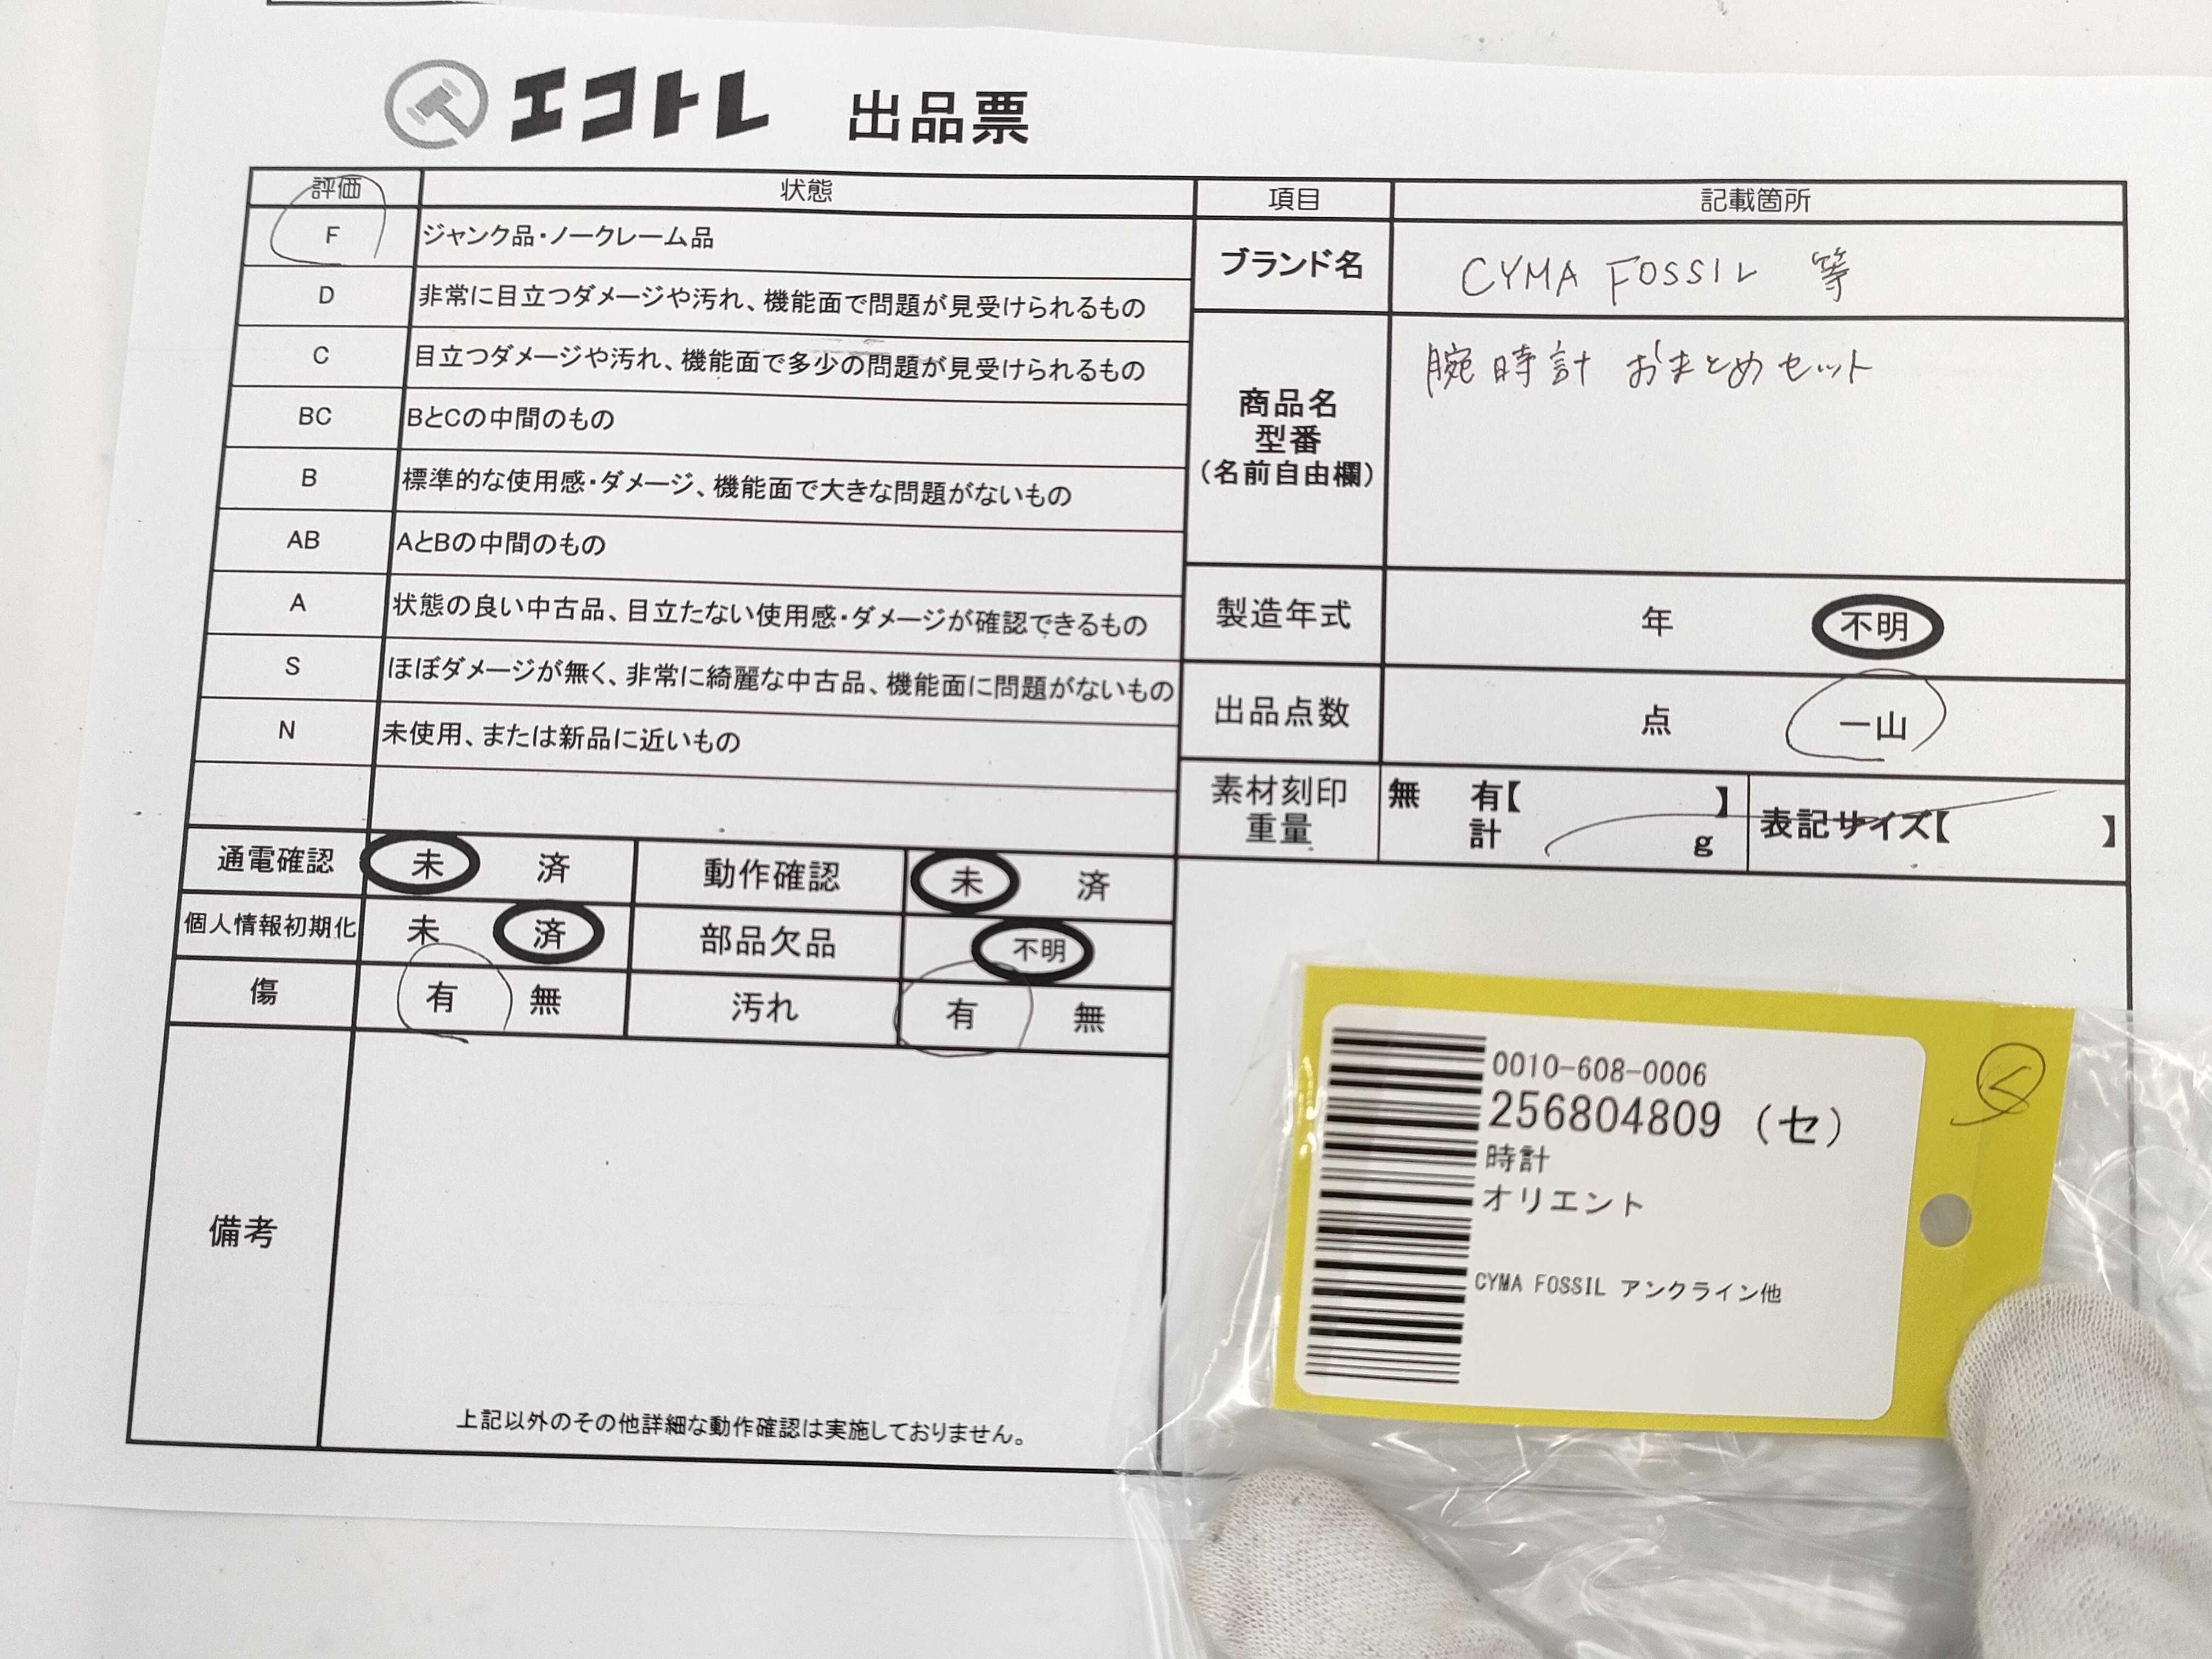 エコトレ 出品票
評価 状態
F ジャンク品・ノークレーム品
D 非常に目立つダメージや汚れ、機能面で問題が見受けられるもの
C 目立つダメージや汚れ、機能面で多少の問題が見受けられるもの
BC BとCの中間のもの
B 標準的な使用感・ダメージ、機能面で大きな問題がないもの
AB AとBの中間のもの
A 状態の良い中古品、目立たない使用感・ダメージが確認できるもの
S ほぼダメージが無く、非常に綺麗な中古品、機能面に問題がないもの
N 未使用、または新品に近いもの
通電確認 未 済 動作確認 未 済
個人情報初期化 未 済 部品欠品 不明
傷 有 無 汚れ 有 無
備考
上記以外のその他詳細な動作確認は実施しておりません。
項目 記載箇所
ブランド名 CYMA FOSSIL 等
商品名
型番
(名前自由欄)
腕時計 おまとめセット
製造年式 年 不明
出品点数 点 一山
素材刻印
重量
無 有【 】
計 g
表記サイズ【 】
0010-608-0006
256804809 (セ)
時計
オリエント
CYMA FOSSIL アンクライン他